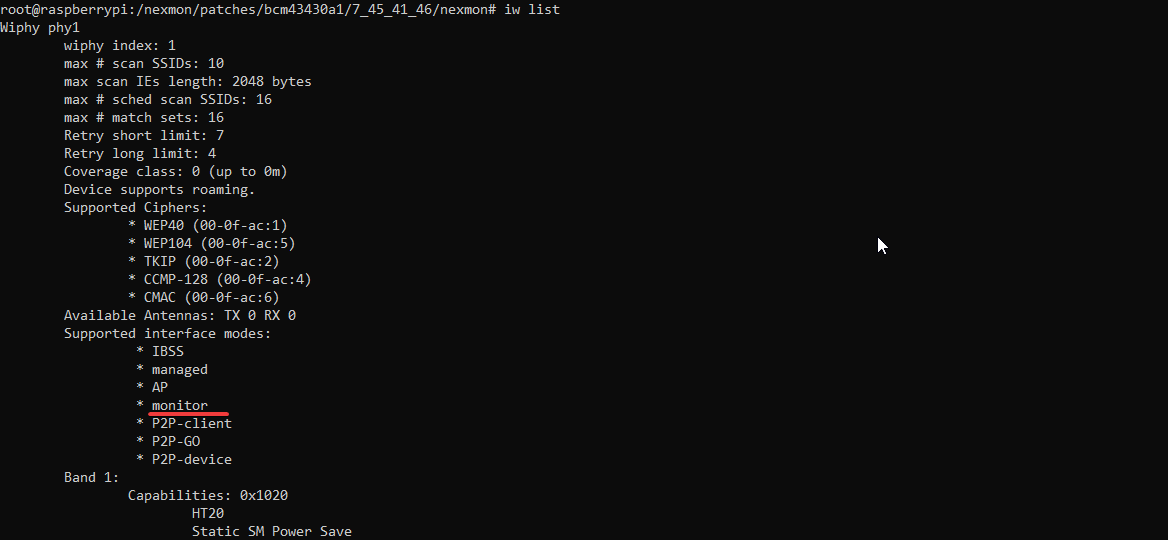 root@raspberrypi:/nexmon/patches/bcm43430a1/7_45_41_46/nexmon# iw list
Wiphy phy1
wiphy index: 1
max # scan SSIDs: 10
max scan IEs length: 2048 bytes
max # sched scan SSIDs: 16
max # match sets: 16
Retry short limit: 7
Retry long limit: 4
Coverage class: 0 (up to 0m)
Device supports roaming.
Supported Ciphers:
* WEP40 (00-0f-ac:1)
* WEP104 (00-0f-ac:5)
* TKIP (00-0f-ac:2)
* CCMP-128 (00-0f-ac:4)
* CMAC (00-0f-ac:6)
Available Antennas: TX 0 RX 0
Supported interface modes:
* IBSS
* managed
* AP
* monitor
* P2P-client
* P2P-GO
* P2P-device
Band 1:
Capabilities: 0x1020
HT20
Static SM Power Save